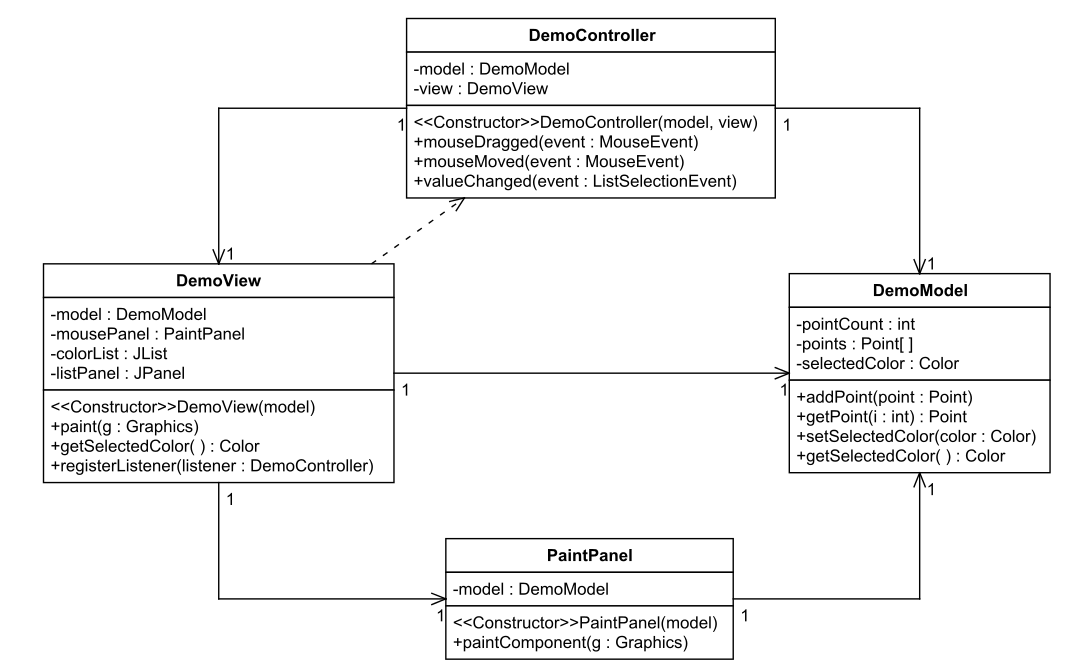 DemoController
-model : DemoModel
-view : DemoView
<<Constructor>>DemoController(model, view)
+mouseDragged(event : MouseEvent)
+mouseMoved(event : MouseEvent)
+valueChanged(event : ListSelectionEvent)
1
1
1
1
DemoView
-model : DemoModel
-mousePanel : PaintPanel
-colorList : JList
-listPanel : JPanel
<<Constructor>>DemoView(model)
+paint(g : Graphics)
+getSelectedColor( ) : Color
+registerListener(listener : DemoController)
1
1
DemoModel
-pointCount : int
-points : Point[ ]
-selectedColor : Color
+addPoint(point : Point)
+getPoint(i : int) : Point
+setSelectedColor(color : Color)
+getSelectedColor( ) : Color
1
1
PaintPanel
-model : DemoModel
<<Constructor>>PaintPanel(model)
+paintComponent(g : Graphics)
1
1